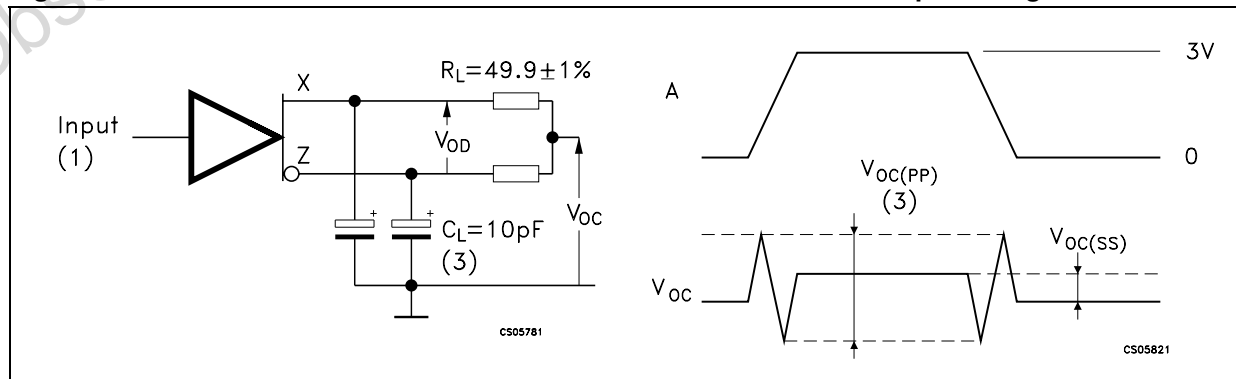 R_L=49.9±1%
X
Input
(1)
V_OD
Z
V_OC
+
+
C_L=10pF
(3)
CS05781
3V
A
0
V_OC(PP)
(3)
V_OC(SS)
V_OC
CS05821